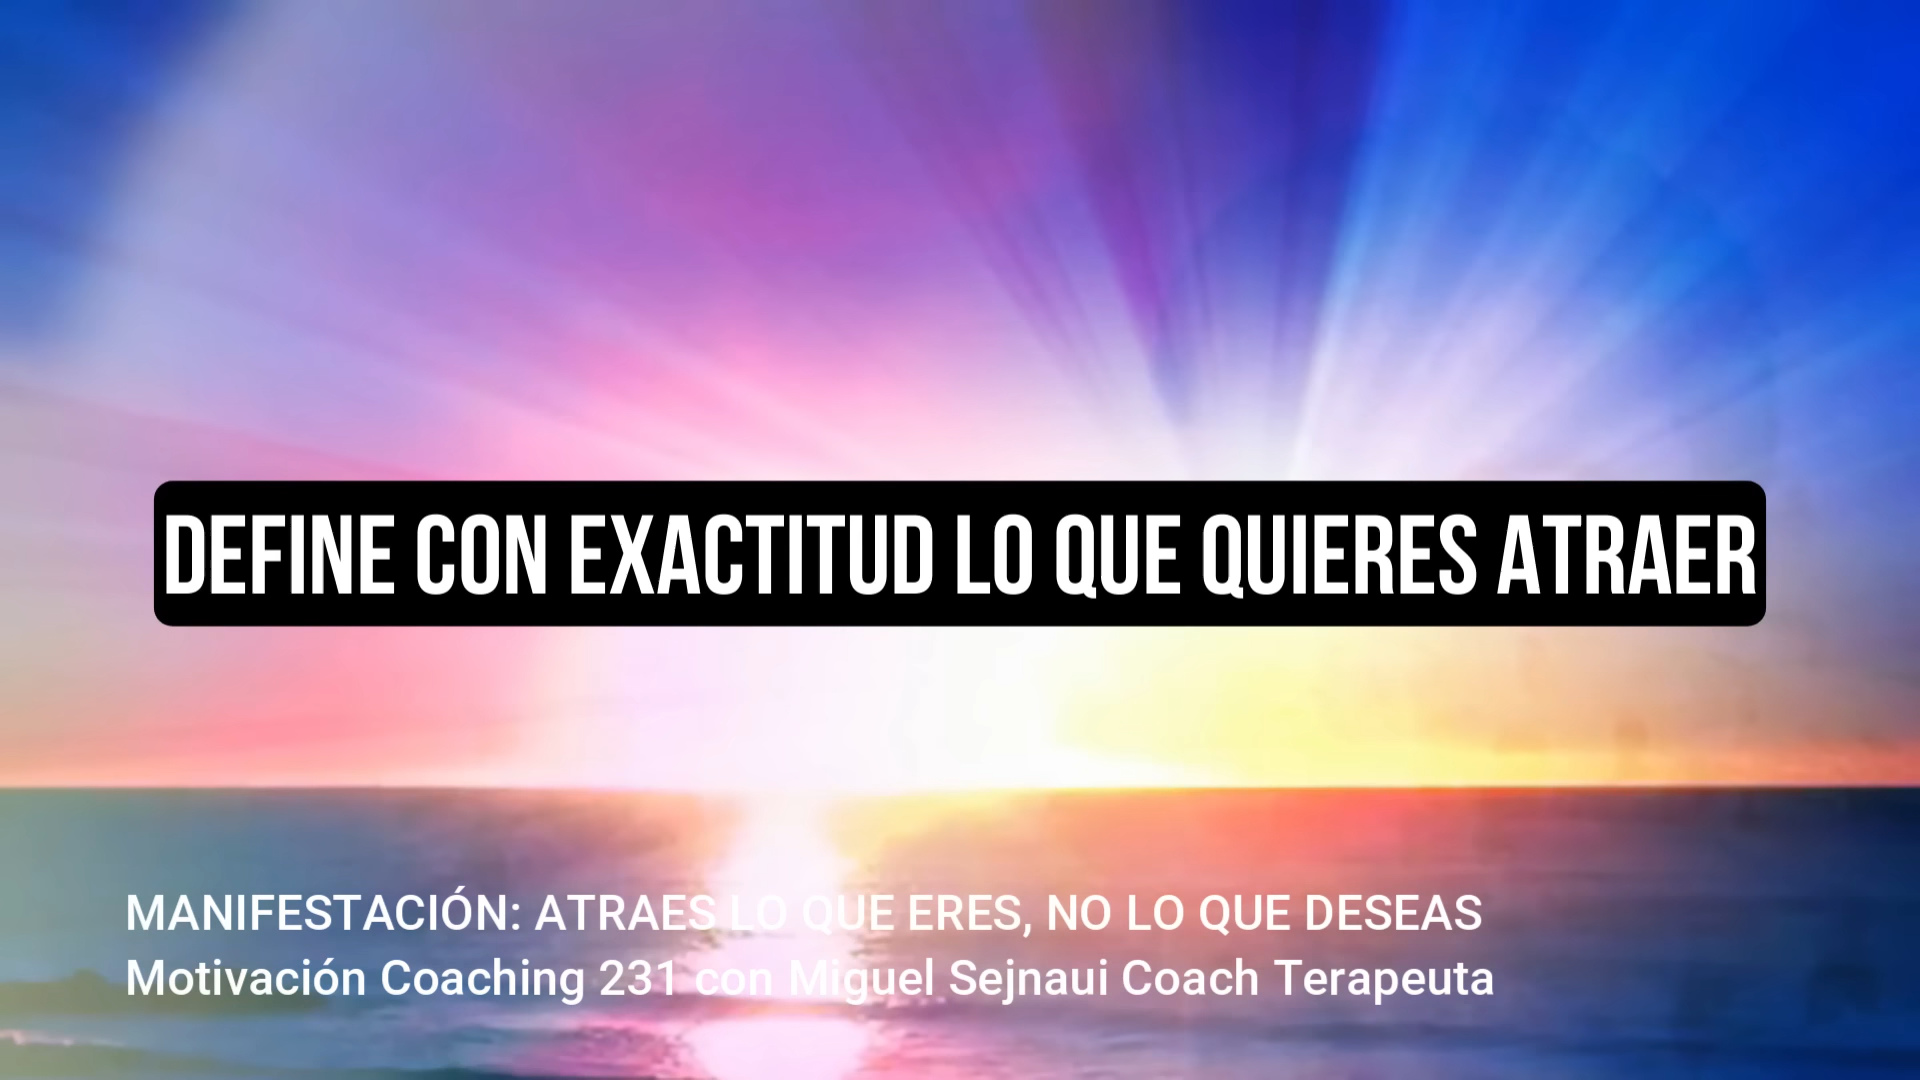 DEFINE CON EXACTITUD LO QUE QUIERES ATRAER
MANIFESTACIÓN: ATRAES LO QUE ERES, NO LO QUE DESEAS
Motivación Coaching 231 con Miguel Sejnaui Coach Terapeuta